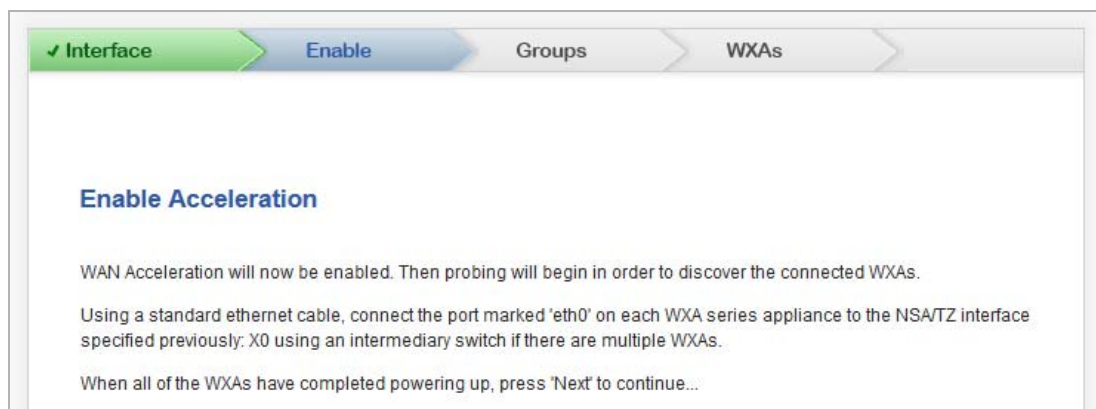 ✔ Interface
Enable
Groups
WXAs
Enable Acceleration
WAN Acceleration will now be enabled. Then probing will begin in order to discover the connected WXAs.
Using a standard ethernet cable, connect the port marked 'eth0' on each WXA series appliance to the NSA/TZ interface
specified previously: X0 using an intermediary switch if there are multiple WXAs.
When all of the WXAs have completed powering up, press 'Next' to continue...